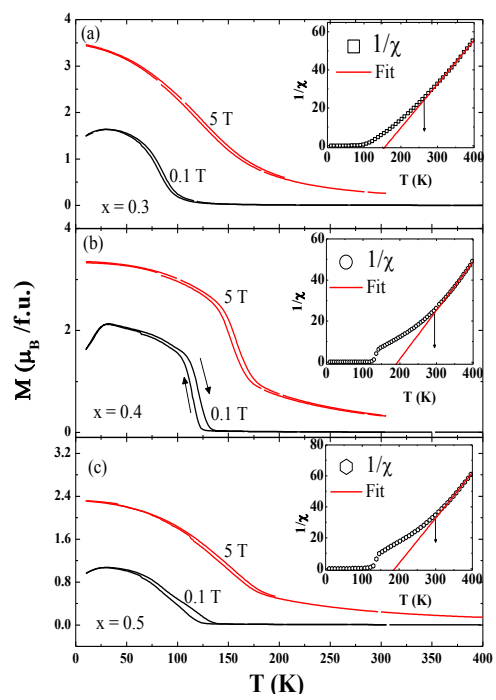 (a)
5 T
0.1 T
x = 0.3
4
3
2
1
0
1/χ
Fit
1/χ
60
40
20
0
0 100 200 300 400
T (K)
(b)
5 T
0.1 T
x = 0.4
4
2
0
1/χ
Fit
1/χ
60
40
20
0
0 100 200 300 400
T (K)
(c)
5 T
0.1 T
x = 0.5
3.2
2.4
1.6
0.8
0.0
1/χ
Fit
1/χ
80
60
40
20
0
0 100 200 300 400
T (K)
M (μB /f.u.)
0 50 100 150 200 250 300 350 400
T (K)